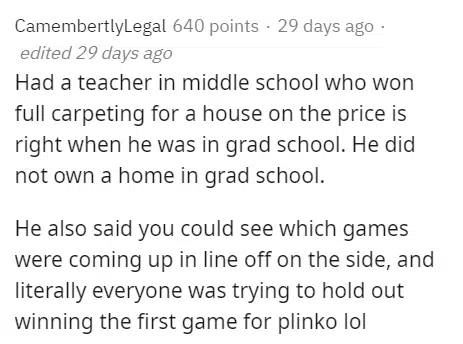 CamembertlyLegal 640 points · 29 days ago ·
edited 29 days ago
Had a teacher in middle school who won
full carpeting for a house on the price is
right when he was in grad school. He did
not own a home in grad school.
He also said you could see which games
were coming up in line off on the side, and
literally everyone was trying to hold out
winning the first game for plinko lol